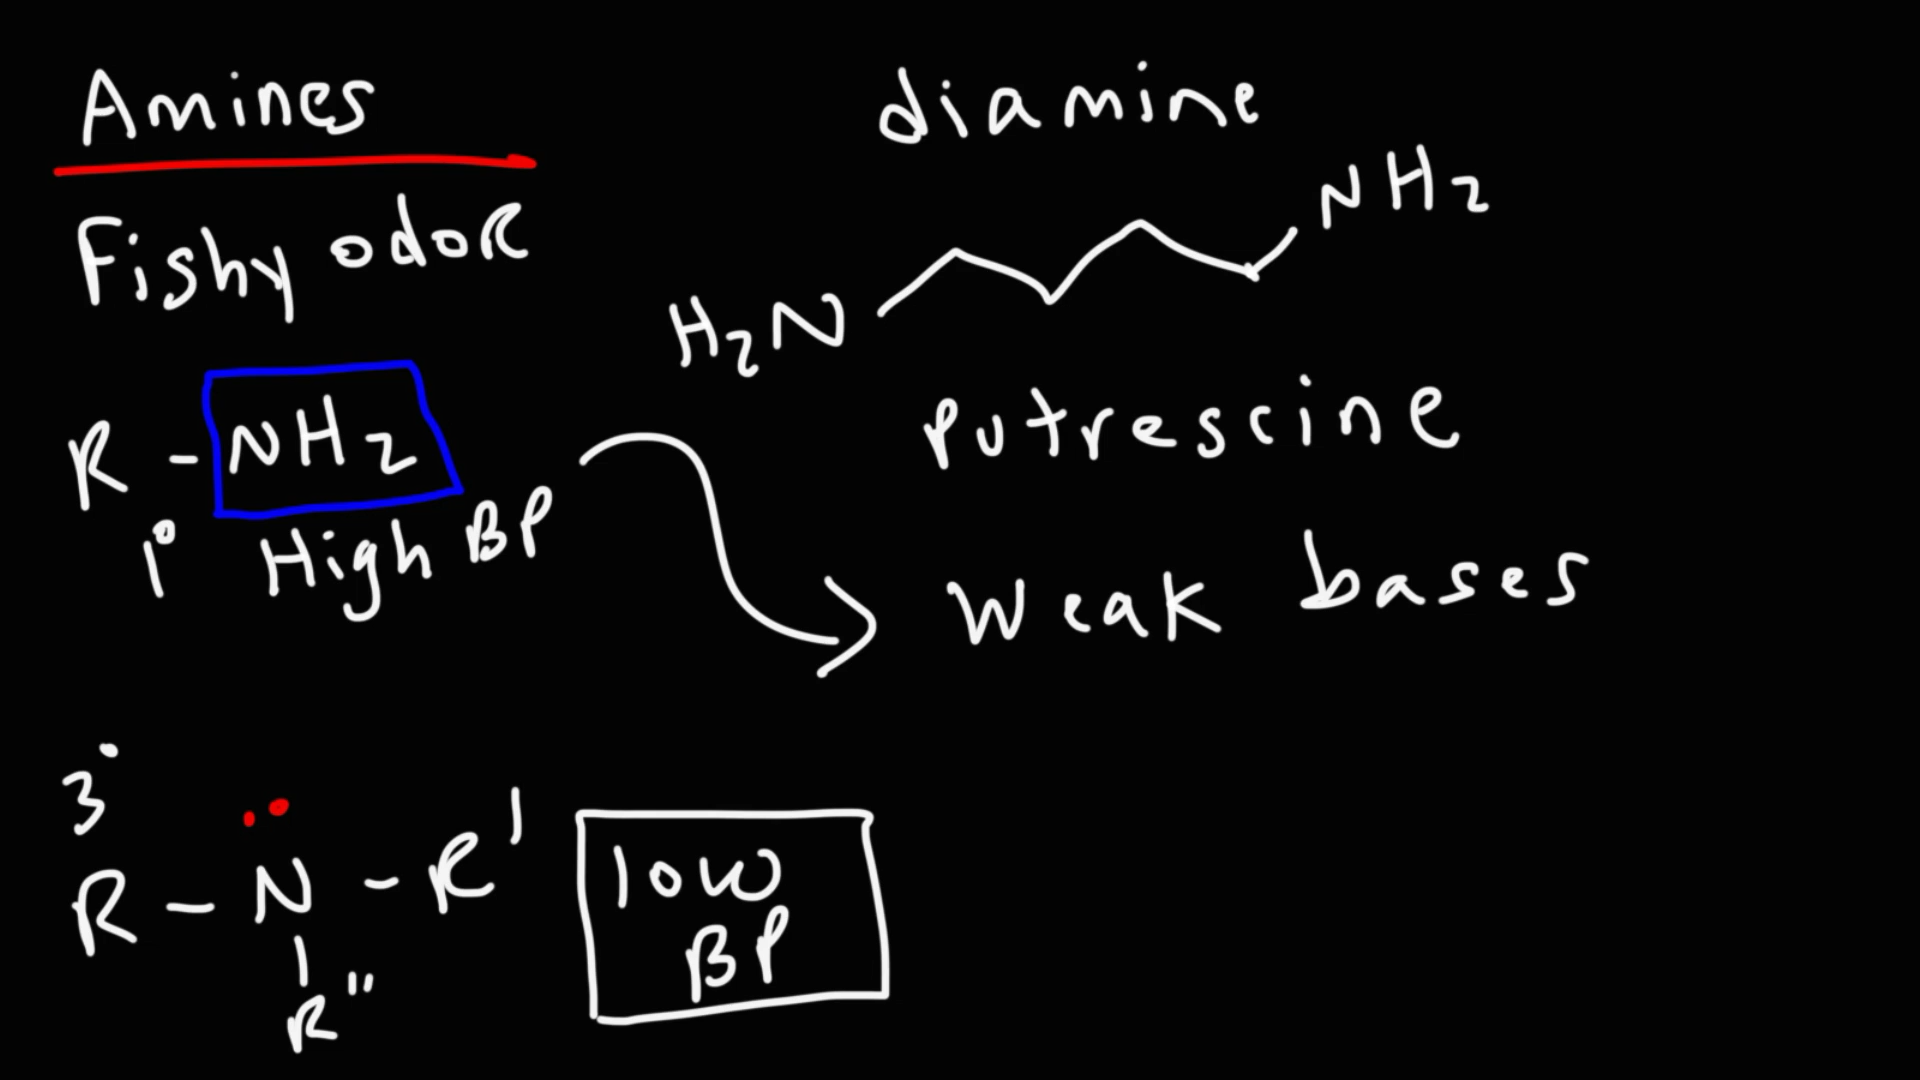 Amines
Fishy odor
R - NH2
1° High BP
3°
R - N - R'
R"
low
BP
diamine
H2N NH2
Putrescine
Weak bases